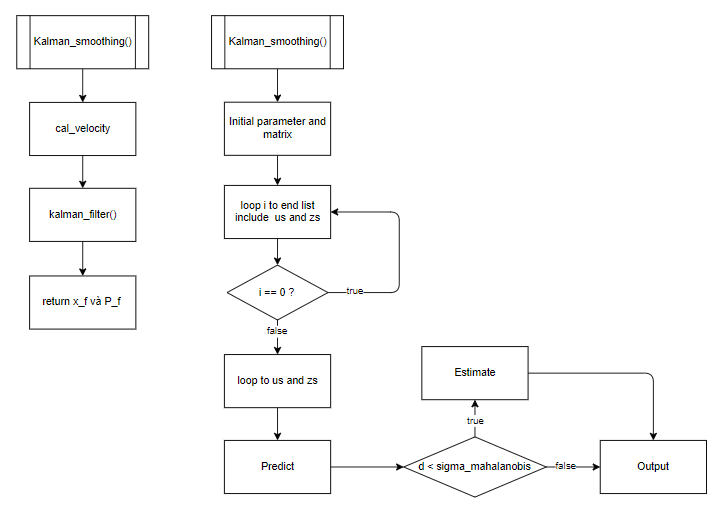 Kalman_smoothing()
cal_velocity
kalman_filter()
return x_f và P_f
Kalman_smoothing()
Initial parameter and
matrix
loop i to end list
include us and zs
i == 0 ?
true
false
loop to us and zs
Predict
d < sigma_mahalanobis
true
Estimate
false
Output